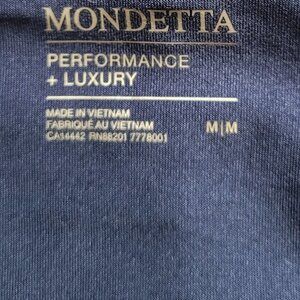 MONDETTA
PERFORMANCE
+ LUXURY
MADE IN VIETNAM
FABRIQUÉ AU VIETNAM
CA14442 RN88201 7778001
M|M